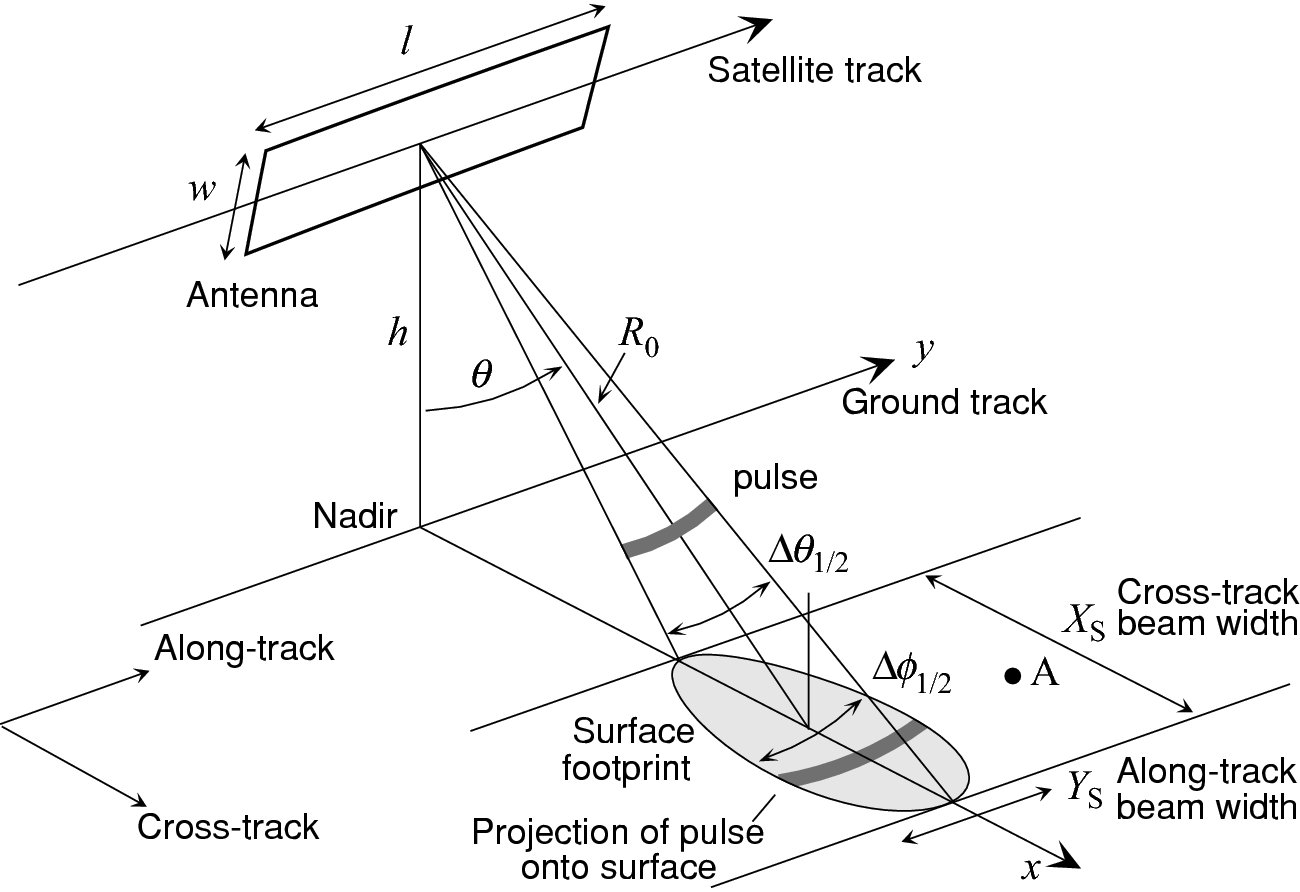 l
Satellite track
w
Antenna
h
R0
θ
y
Ground track
pulse
Nadir
Δθ1/2
Cross-track
XS beam width
Along-track
A
Δϕ1/2
Surface
footprint
Along-track
YS beam width
Cross-track
Projection of pulse
onto surface
x